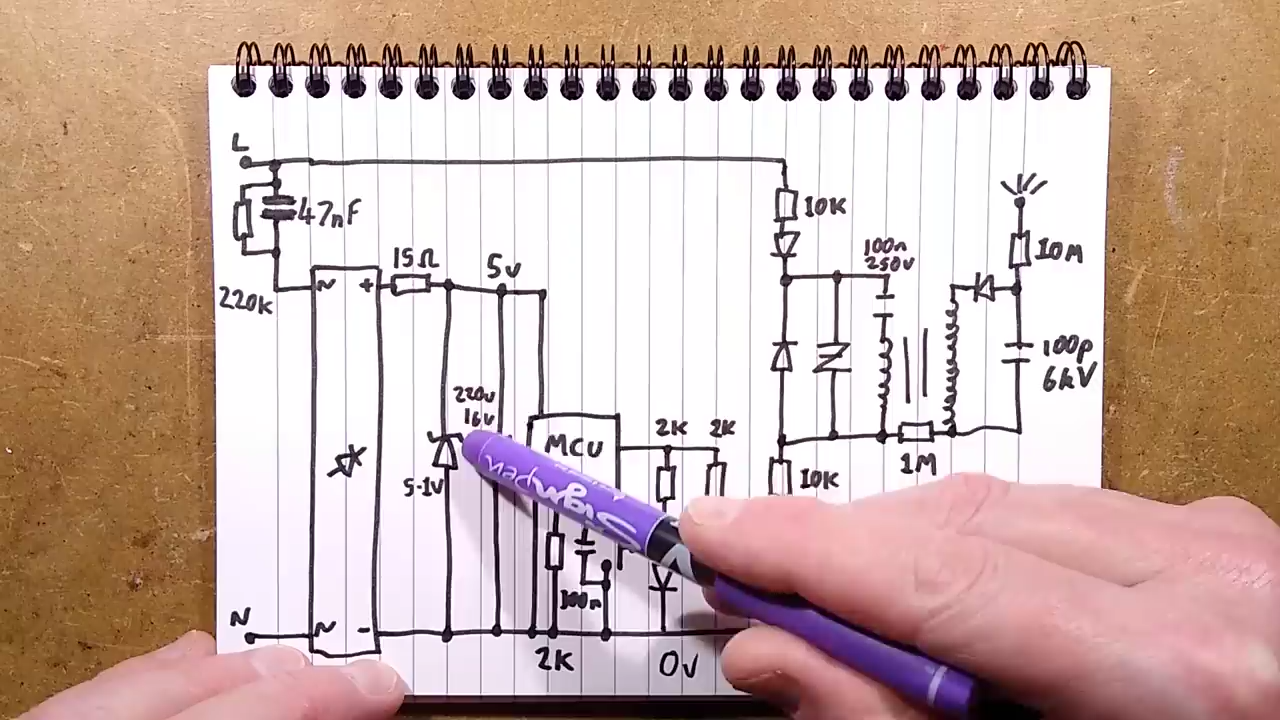 L
47nF
220K
~
+
15Ω
5v
10K
100n
250v
10M
100p
6kV
220u
16v
5·1v
MCU
2K
2K
1M
10K
100n
N
~
-
2K
0v